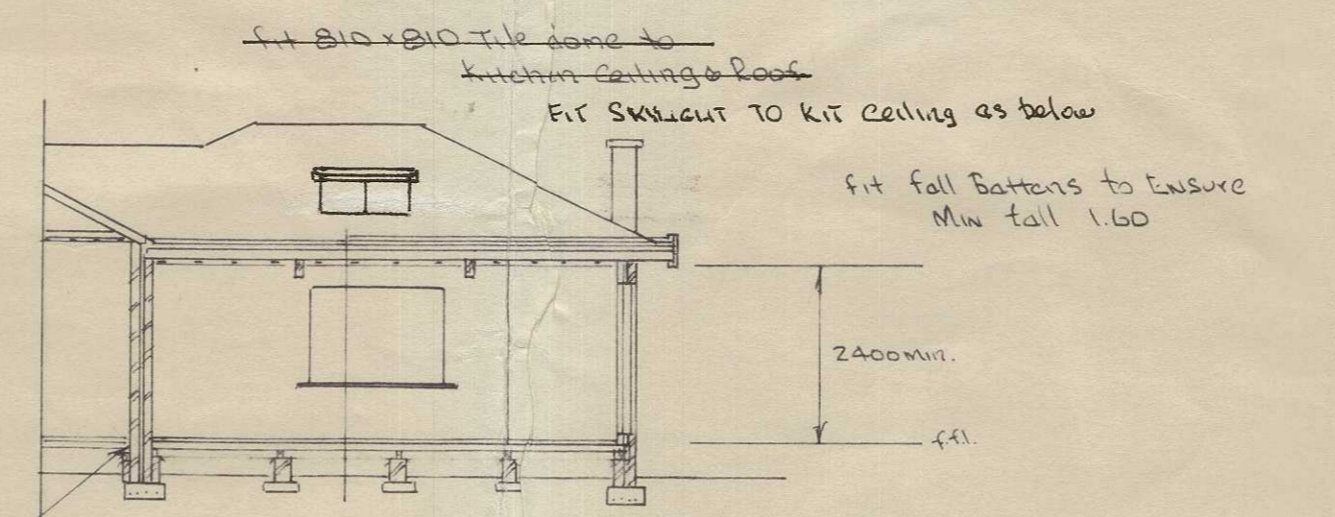 fit 810 x 810 Tile dome to
Kitchin Ceiling & Roof
FIT SKYLIGHT TO KIT Ceiling as below
fit fall Battens to Ensure
Min fall 1.60
2400 min.
f.f.l.